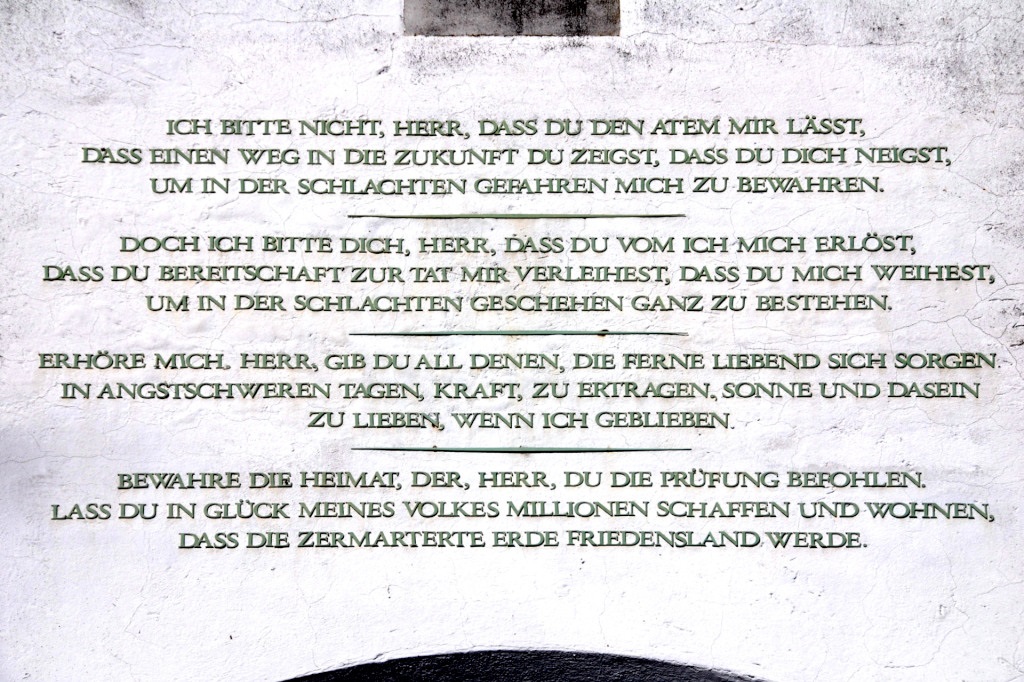 ICH BITTE NICHT, HERR, DASS DU DEN ATEM MIR LÄSST,
DASS EINEN WEG IN DIE ZUKUNFT DU ZEIGST, DASS DU DICH NEIGST,
UM IN DER SCHLACHTEN GEFAHREN MICH ZU BEWAHREN.
DOCH ICH BITTE DICH, HERR, DASS DU VOM ICH MICH ERLÖST,
DASS DU BEREITSCHAFT ZUR TAT MIR VERLEIHEST, DASS DU MICH WEIHEST,
UM IN DER SCHLACHTEN GESCHEHEN GANZ ZU BESTEHEN.
ERHÖRE MICH, HERR, GIB DU ALL DENEN, DIE FERNE LIEBEND SICH SORGEN
IN ANGSTSCHWEREN TAGEN, KRAFT, ZU ERTRAGEN, SONNE UND DASEIN
ZU LIEBEN, WENN ICH GEBLIEBEN.
BEWAHRE DIE HEIMAT, DER, HERR, DU DIE PRÜFUNG BEFOHLEN.
LASS DU IN GLÜCK MEINES VOLKES MILLIONEN SCHAFFEN UND WOHNEN,
DASS DIE ZERMARTERTE ERDE FRIEDENSLAND WERDE.